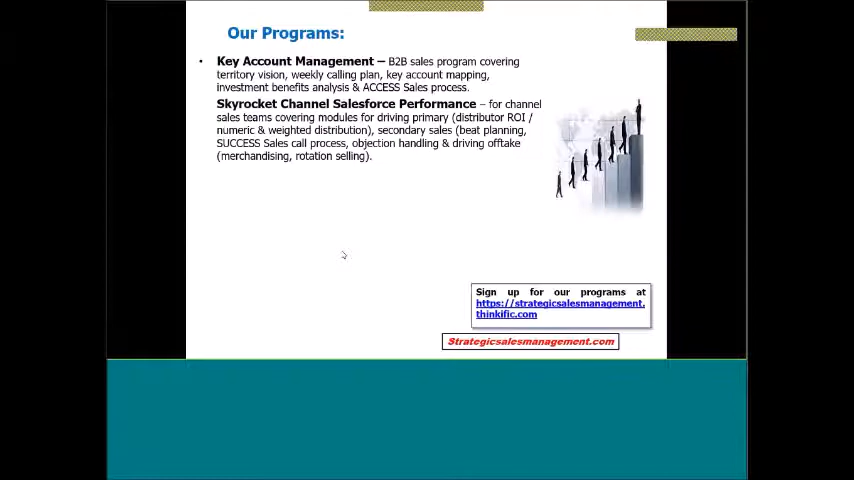 Our Programs:
• Key Account Management – B2B sales program covering
territory vision, weekly calling plan, key account mapping,
investment benefits analysis & ACCESS Sales process.
Skyrocket Channel Salesforce Performance – for channel
sales teams covering modules for driving primary (distributor ROI /
numeric & weighted distribution), secondary sales (beat planning,
SUCCESS Sales call process, objection handling & driving offtake
(merchandising, rotation selling).
Sign up for our programs at
https://strategicsalesmanagement.
thinkific.com
Strategicsalesmanagement.com